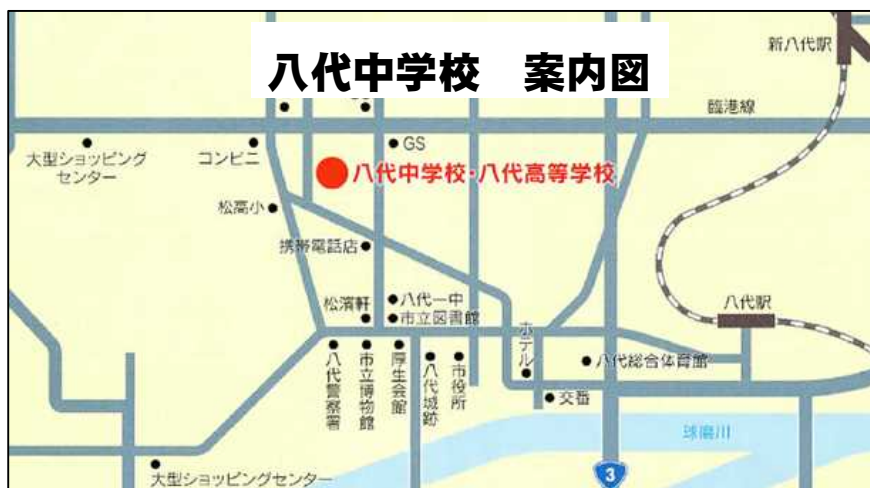 八代中学校　案内図
新八代駅
臨港線
GS
大型ショッピング
センター
コンビニ
八代中学校・八代高等学校
松高小
携帯電話店
八代一中
松濱軒
市立図書館
八代駅
ホテル
八代総合体育館
八代警察署
市立博物館
厚生会館
八代城跡
市役所
交番
球磨川
大型ショッピングセンター
3